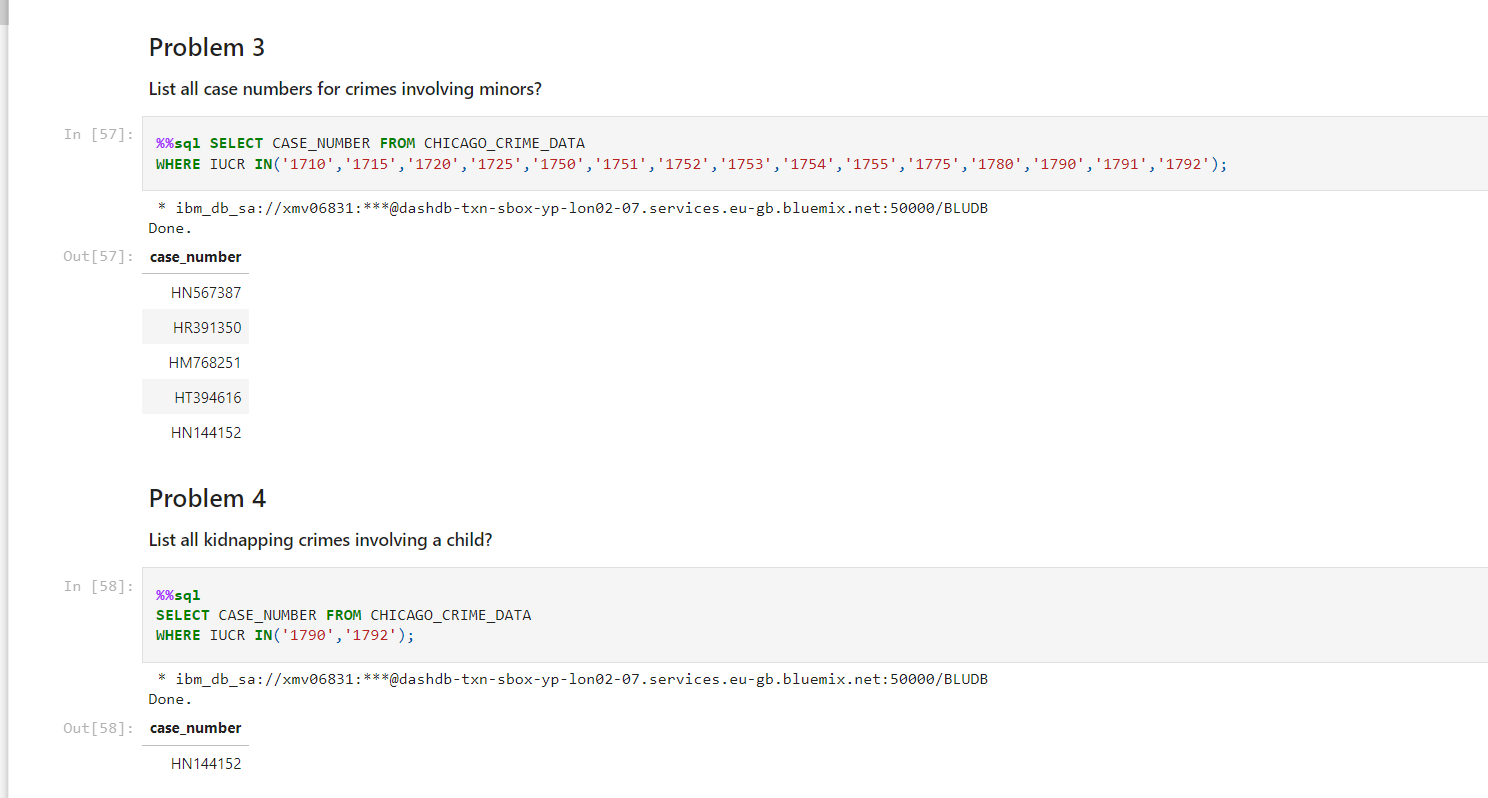 Problem 3
List all case numbers for crimes involving minors?
In [57]:
%%sql SELECT CASE_NUMBER FROM CHICAGO_CRIME_DATA
WHERE IUCR IN('1710','1715','1720','1725','1750','1751','1752','1753','1754','1755','1775','1780','1790','1791','1792');
* ibm_db_sa://xmv06831:***@dashdb-txn-sbox-yp-lon02-07.services.eu-gb.bluemix.net:50000/BLUDB
Done.
Out[57]:
case_number
HN567387
HR391350
HM768251
HT394616
HN144152
Problem 4
List all kidnapping crimes involving a child?
In [58]:
%%sql
SELECT CASE_NUMBER FROM CHICAGO_CRIME_DATA
WHERE IUCR IN('1790','1792');
* ibm_db_sa://xmv06831:***@dashdb-txn-sbox-yp-lon02-07.services.eu-gb.bluemix.net:50000/BLUDB
Done.
Out[58]:
case_number
HN144152